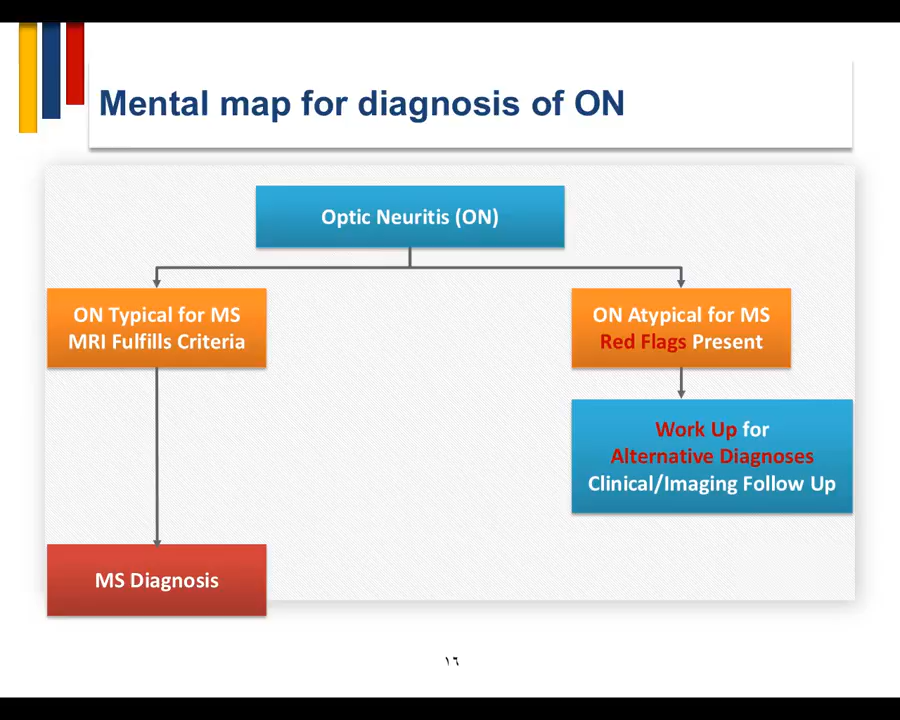 Mental map for diagnosis of ON
Optic Neuritis (ON)
ON Typical for MS
MRI Fulfills Criteria
ON Atypical for MS
Red Flags Present
Work Up for
Alternative Diagnoses
Clinical/Imaging Follow Up
MS Diagnosis
١٦